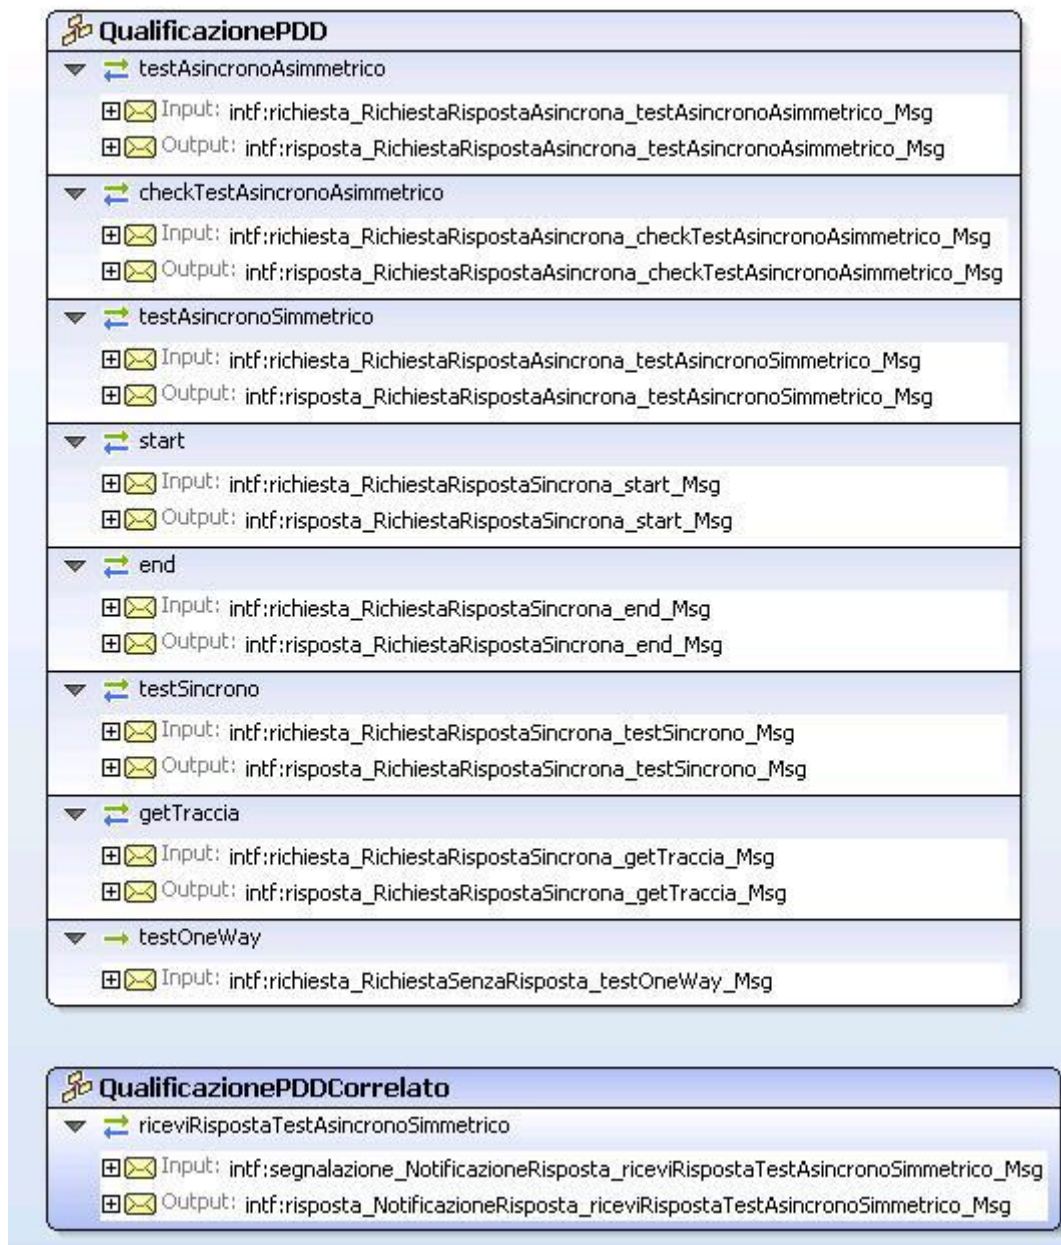 QualificazionePDD
testAsincronoAsimmetrico
Input: intf:richiesta_RichiestaRispostaAsincrona_testAsincronoAsimmetrico_Msg
Output: intf:risposta_RichiestaRispostaAsincrona_testAsincronoAsimmetrico_Msg
checkTestAsincronoAsimmetrico
Input: intf:richiesta_RichiestaRispostaAsincrona_checkTestAsincronoAsimmetrico_Msg
Output: intf:risposta_RichiestaRispostaAsincrona_checkTestAsincronoAsimmetrico_Msg
testAsincronoSimmetrico
Input: intf:richiesta_RichiestaRispostaAsincrona_testAsincronoSimmetrico_Msg
Output: intf:risposta_RichiestaRispostaAsincrona_testAsincronoSimmetrico_Msg
start
Input: intf:richiesta_RichiestaRispostaSincrona_start_Msg
Output: intf:risposta_RichiestaRispostaSincrona_start_Msg
end
Input: intf:richiesta_RichiestaRispostaSincrona_end_Msg
Output: intf:risposta_RichiestaRispostaSincrona_end_Msg
testSincrono
Input: intf:richiesta_RichiestaRispostaSincrona_testSincrono_Msg
Output: intf:risposta_RichiestaRispostaSincrona_testSincrono_Msg
getTraccia
Input: intf:richiesta_RichiestaRispostaSincrona_getTraccia_Msg
Output: intf:risposta_RichiestaRispostaSincrona_getTraccia_Msg
testOneWay
Input: intf:richiesta_RichiestaSenzaRisposta_testOneWay_Msg
QualificazionePDDCorrelato
riceviRispostaTestAsincronoSimmetrico
Input: intf:segnalazione_NotificazioneRisposta_riceviRispostaTestAsincronoSimmetrico_Msg
Output: intf:risposta_NotificazioneRisposta_riceviRispostaTestAsincronoSimmetrico_Msg